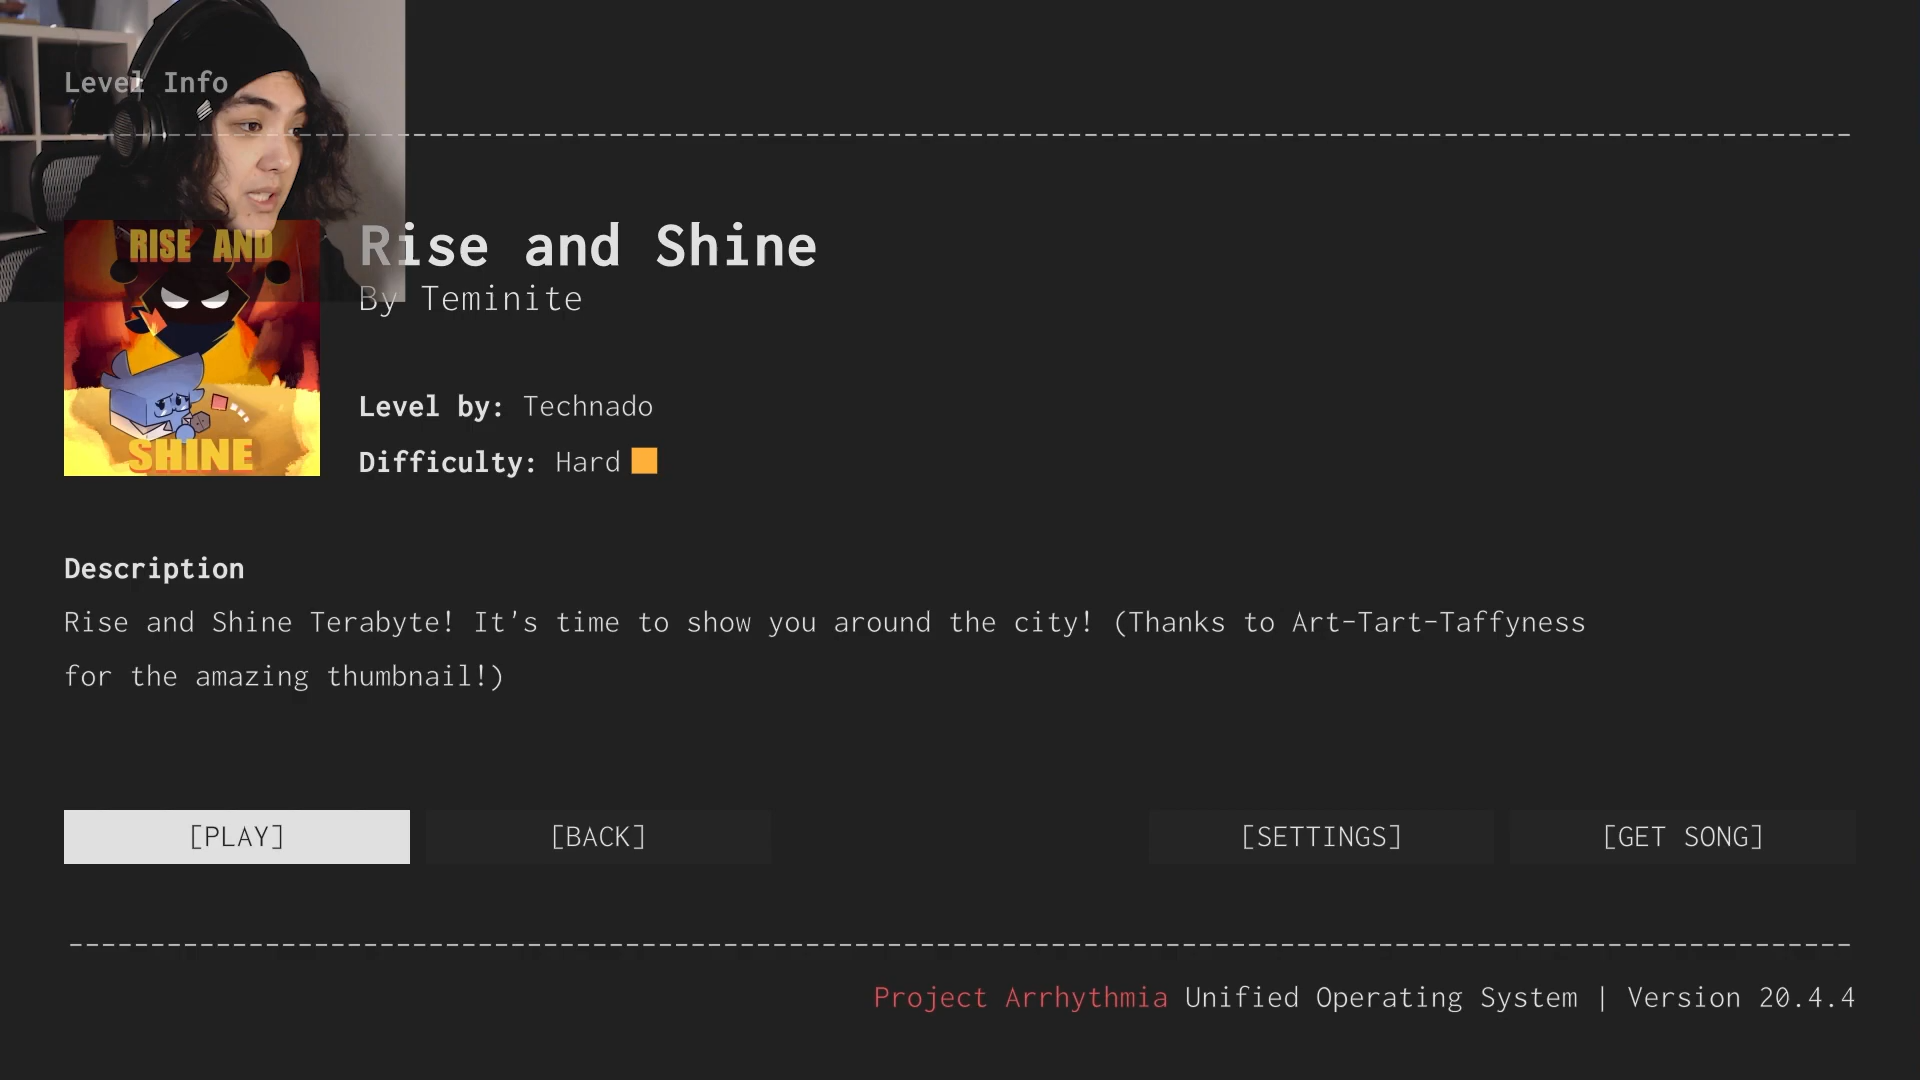 Level Info
RISE AND
SHINE
Rise and Shine
By Teminite
Level by: Technado
Difficulty: Hard
Description
Rise and Shine Terabyte! It's time to show you around the city! (Thanks to Art-Tart-Taffyness
for the amazing thumbnail!)
[PLAY] [BACK] [SETTINGS] [GET SONG]
Project Arrhythmia Unified Operating System | Version 20.4.4